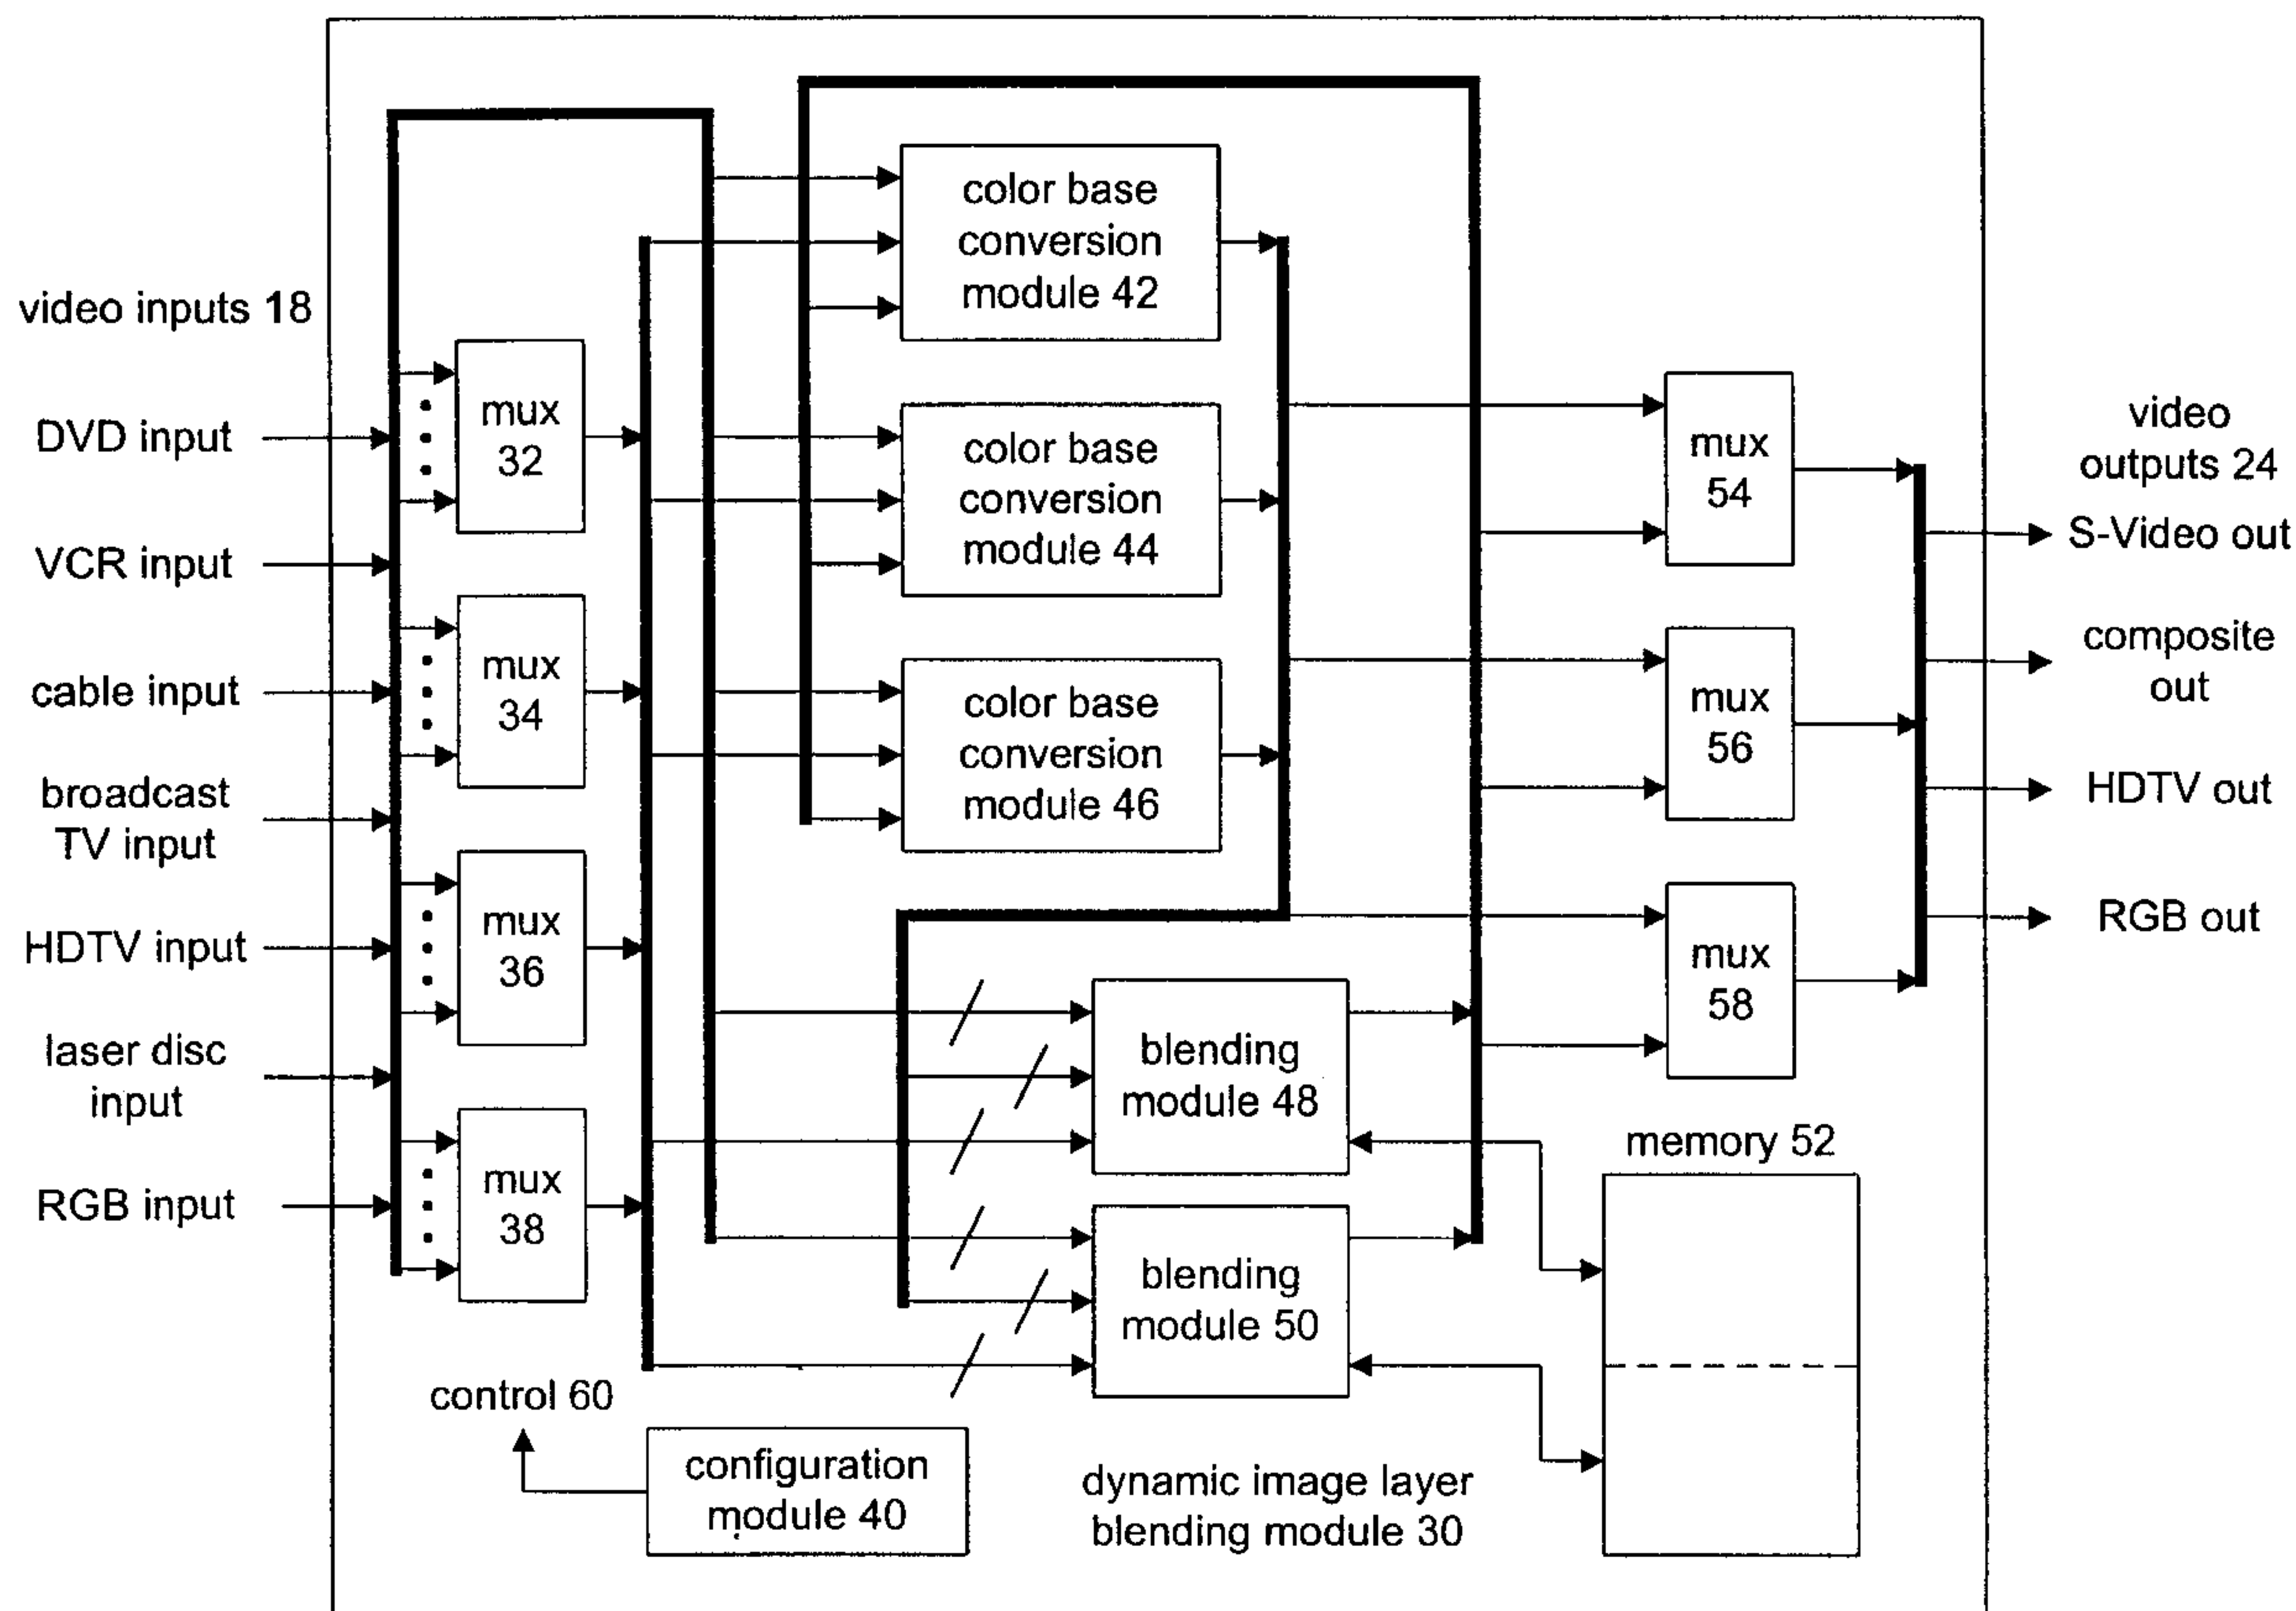 video inputs 18
DVD input
VCR input
cable input
broadcast
TV input
HDTV input
laser disc
input
RGB input
mux
32
mux
34
mux
36
mux
38
color base
conversion
module 42
color base
conversion
module 44
color base
conversion
module 46
blending
module 48
blending
module 50
mux
54
mux
56
mux
58
memory 52
video
outputs 24
S-Video out
composite
out
HDTV out
RGB out
control 60
configuration
module 40
dynamic image layer
blending module 30